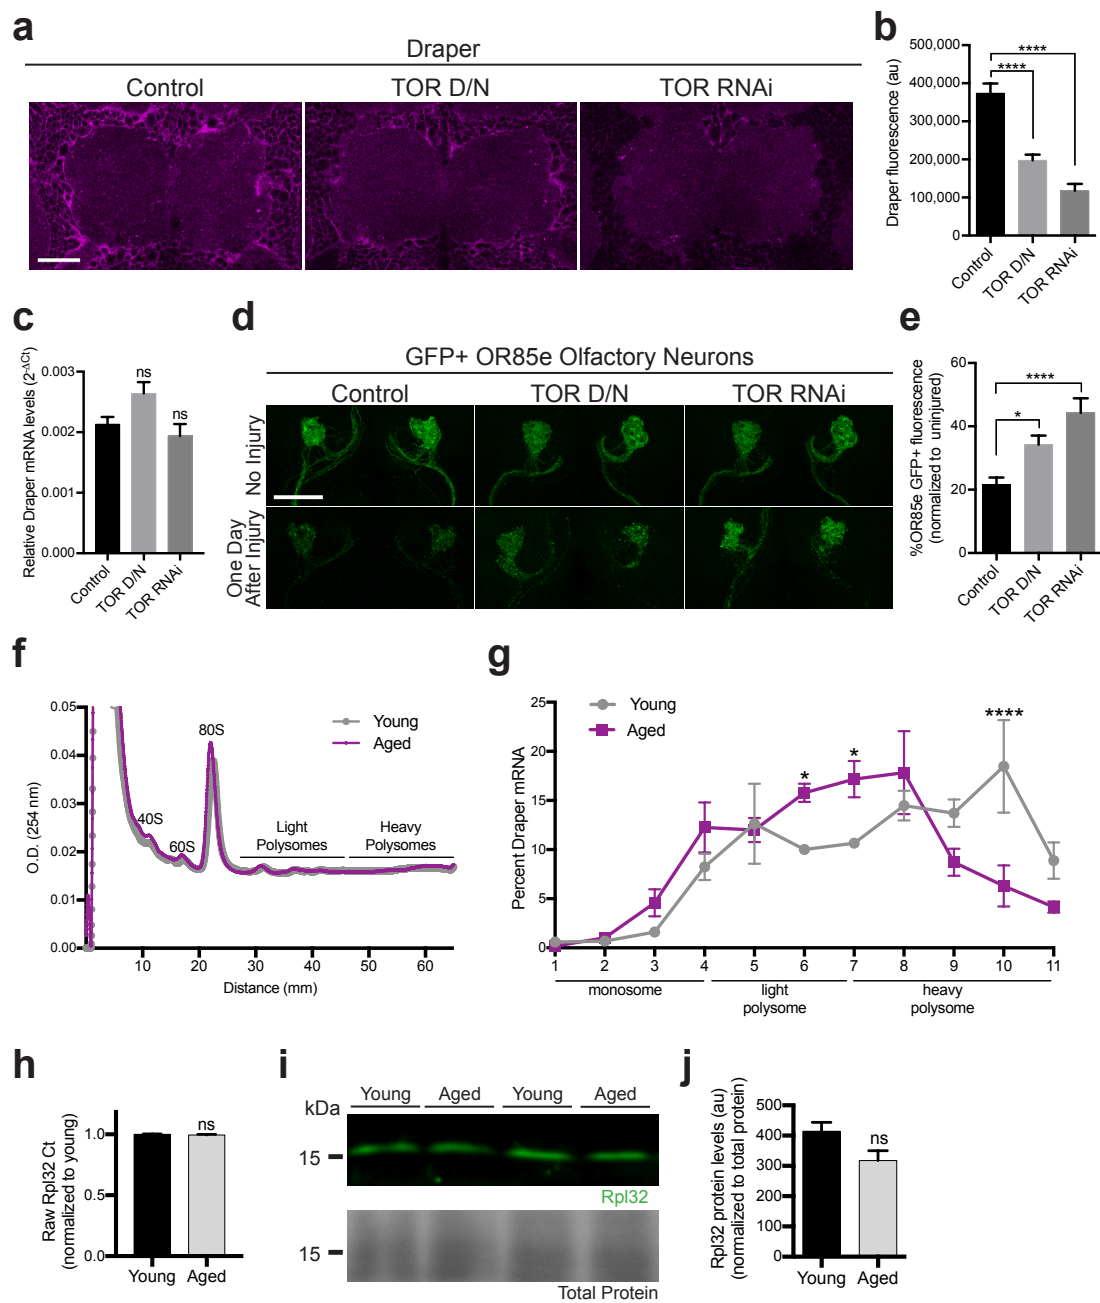 a
Draper
Control TOR D/N TOR RNAi
b
Draper fluorescence (au)
500,000
400,000
300,000
200,000
100,000
0
****
****
Control
TOR D/N
TOR RNAi
c
Relative Draper mRNA levels (2-ΔCt)
0.003
0.002
0.001
0.000
ns
ns
Control
TOR D/N
TOR RNAi
d
GFP+ OR85e Olfactory Neurons
Control TOR D/N TOR RNAi
No Injury
One Day
After Injury
e
%OR85e GFP+ fluorescence
(normalized to uninjured)
60
40
20
0
****
*
Control
TOR D/N
TOR RNAi
f
O.D. (254 nm)
0.05
0.04
0.03
0.02
0.01
0.00
Young
Aged
80S
40S
60S
Light
Polysomes
Heavy
Polysomes
10 20 30 40 50 60
Distance (mm)
g
Percent Draper mRNA
25
20
15
10
5
0
Young
Aged
*
*
****
1 2 3 4 5 6 7 8 9 10 11
monosome
light
polysome
heavy
polysome
h
Raw Rpl32 Ct
(normalized to young)
1.0
0.5
0.0
ns
Young Aged
i
Young Aged Young Aged
kDa
15
Rpl32
15
Total Protein
j
Rpl32 protein levels (au)
(normalized to total protein)
500
400
300
200
100
0
ns
Young Aged